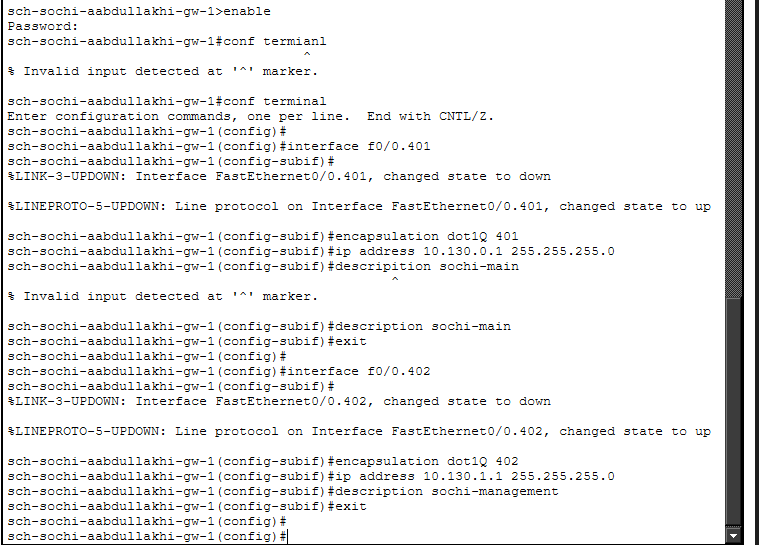 sch-sochi-aabdullakhi-gw-1>enable
Password:
sch-sochi-aabdullakhi-gw-1#conf termianl
^
% Invalid input detected at '^' marker.
sch-sochi-aabdullakhi-gw-1#conf terminal
Enter configuration commands, one per line.  End with CNTL/Z.
sch-sochi-aabdullakhi-gw-1(config)#
sch-sochi-aabdullakhi-gw-1(config)#interface f0/0.401
sch-sochi-aabdullakhi-gw-1(config-subif)#
%LINK-3-UPDOWN: Interface FastEthernet0/0.401, changed state to down
%LINEPROTO-5-UPDOWN: Line protocol on Interface FastEthernet0/0.401, changed state to up
sch-sochi-aabdullakhi-gw-1(config-subif)#encapsulation dot1Q 401
sch-sochi-aabdullakhi-gw-1(config-subif)#ip address 10.130.0.1 255.255.255.0
sch-sochi-aabdullakhi-gw-1(config-subif)#descripition sochi-main
^
% Invalid input detected at '^' marker.
sch-sochi-aabdullakhi-gw-1(config-subif)#description sochi-main
sch-sochi-aabdullakhi-gw-1(config-subif)#exit
sch-sochi-aabdullakhi-gw-1(config)#
sch-sochi-aabdullakhi-gw-1(config)#interface f0/0.402
sch-sochi-aabdullakhi-gw-1(config-subif)#
%LINK-3-UPDOWN: Interface FastEthernet0/0.402, changed state to down
%LINEPROTO-5-UPDOWN: Line protocol on Interface FastEthernet0/0.402, changed state to up
sch-sochi-aabdullakhi-gw-1(config-subif)#encapsulation dot1Q 402
sch-sochi-aabdullakhi-gw-1(config-subif)#ip address 10.130.1.1 255.255.255.0
sch-sochi-aabdullakhi-gw-1(config-subif)#description sochi-management
sch-sochi-aabdullakhi-gw-1(config-subif)#exit
sch-sochi-aabdullakhi-gw-1(config)#
sch-sochi-aabdullakhi-gw-1(config)#